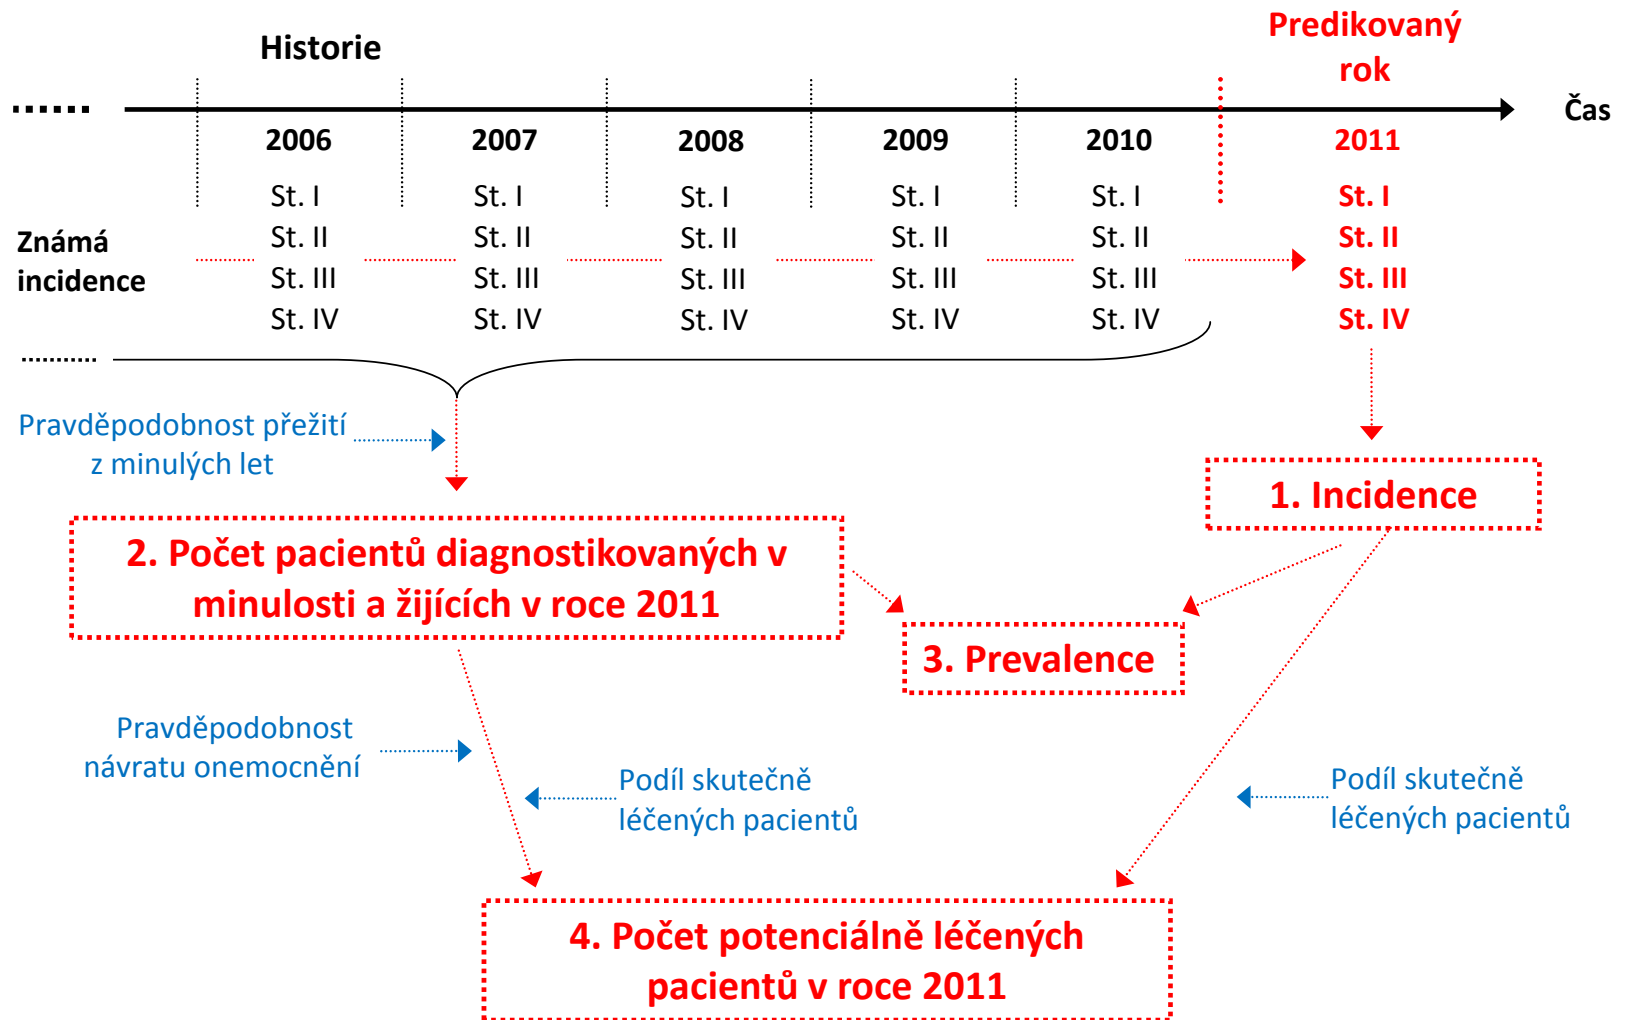 Historie
Predikovaný
rok
......
Čas
2006 2007 2008 2009 2010 2011
St. I St. I St. I St. I St. I St. I
St. II St. II St. II St. II St. II St. II
Známá
incidence
St. III St. III St. III St. III St. III St. III
St. IV St. IV St. IV St. IV St. IV St. IV
..........
Pravděpodobnost přežití
z minulých let
1. Incidence
2. Počet pacientů diagnostikovaných v
minulosti a žijících v roce 2011
3. Prevalence
Pravděpodobnost
návratu onemocnění
Podíl skutečně
léčených pacientů
Podíl skutečně
léčených pacientů
4. Počet potenciálně léčených
pacientů v roce 2011